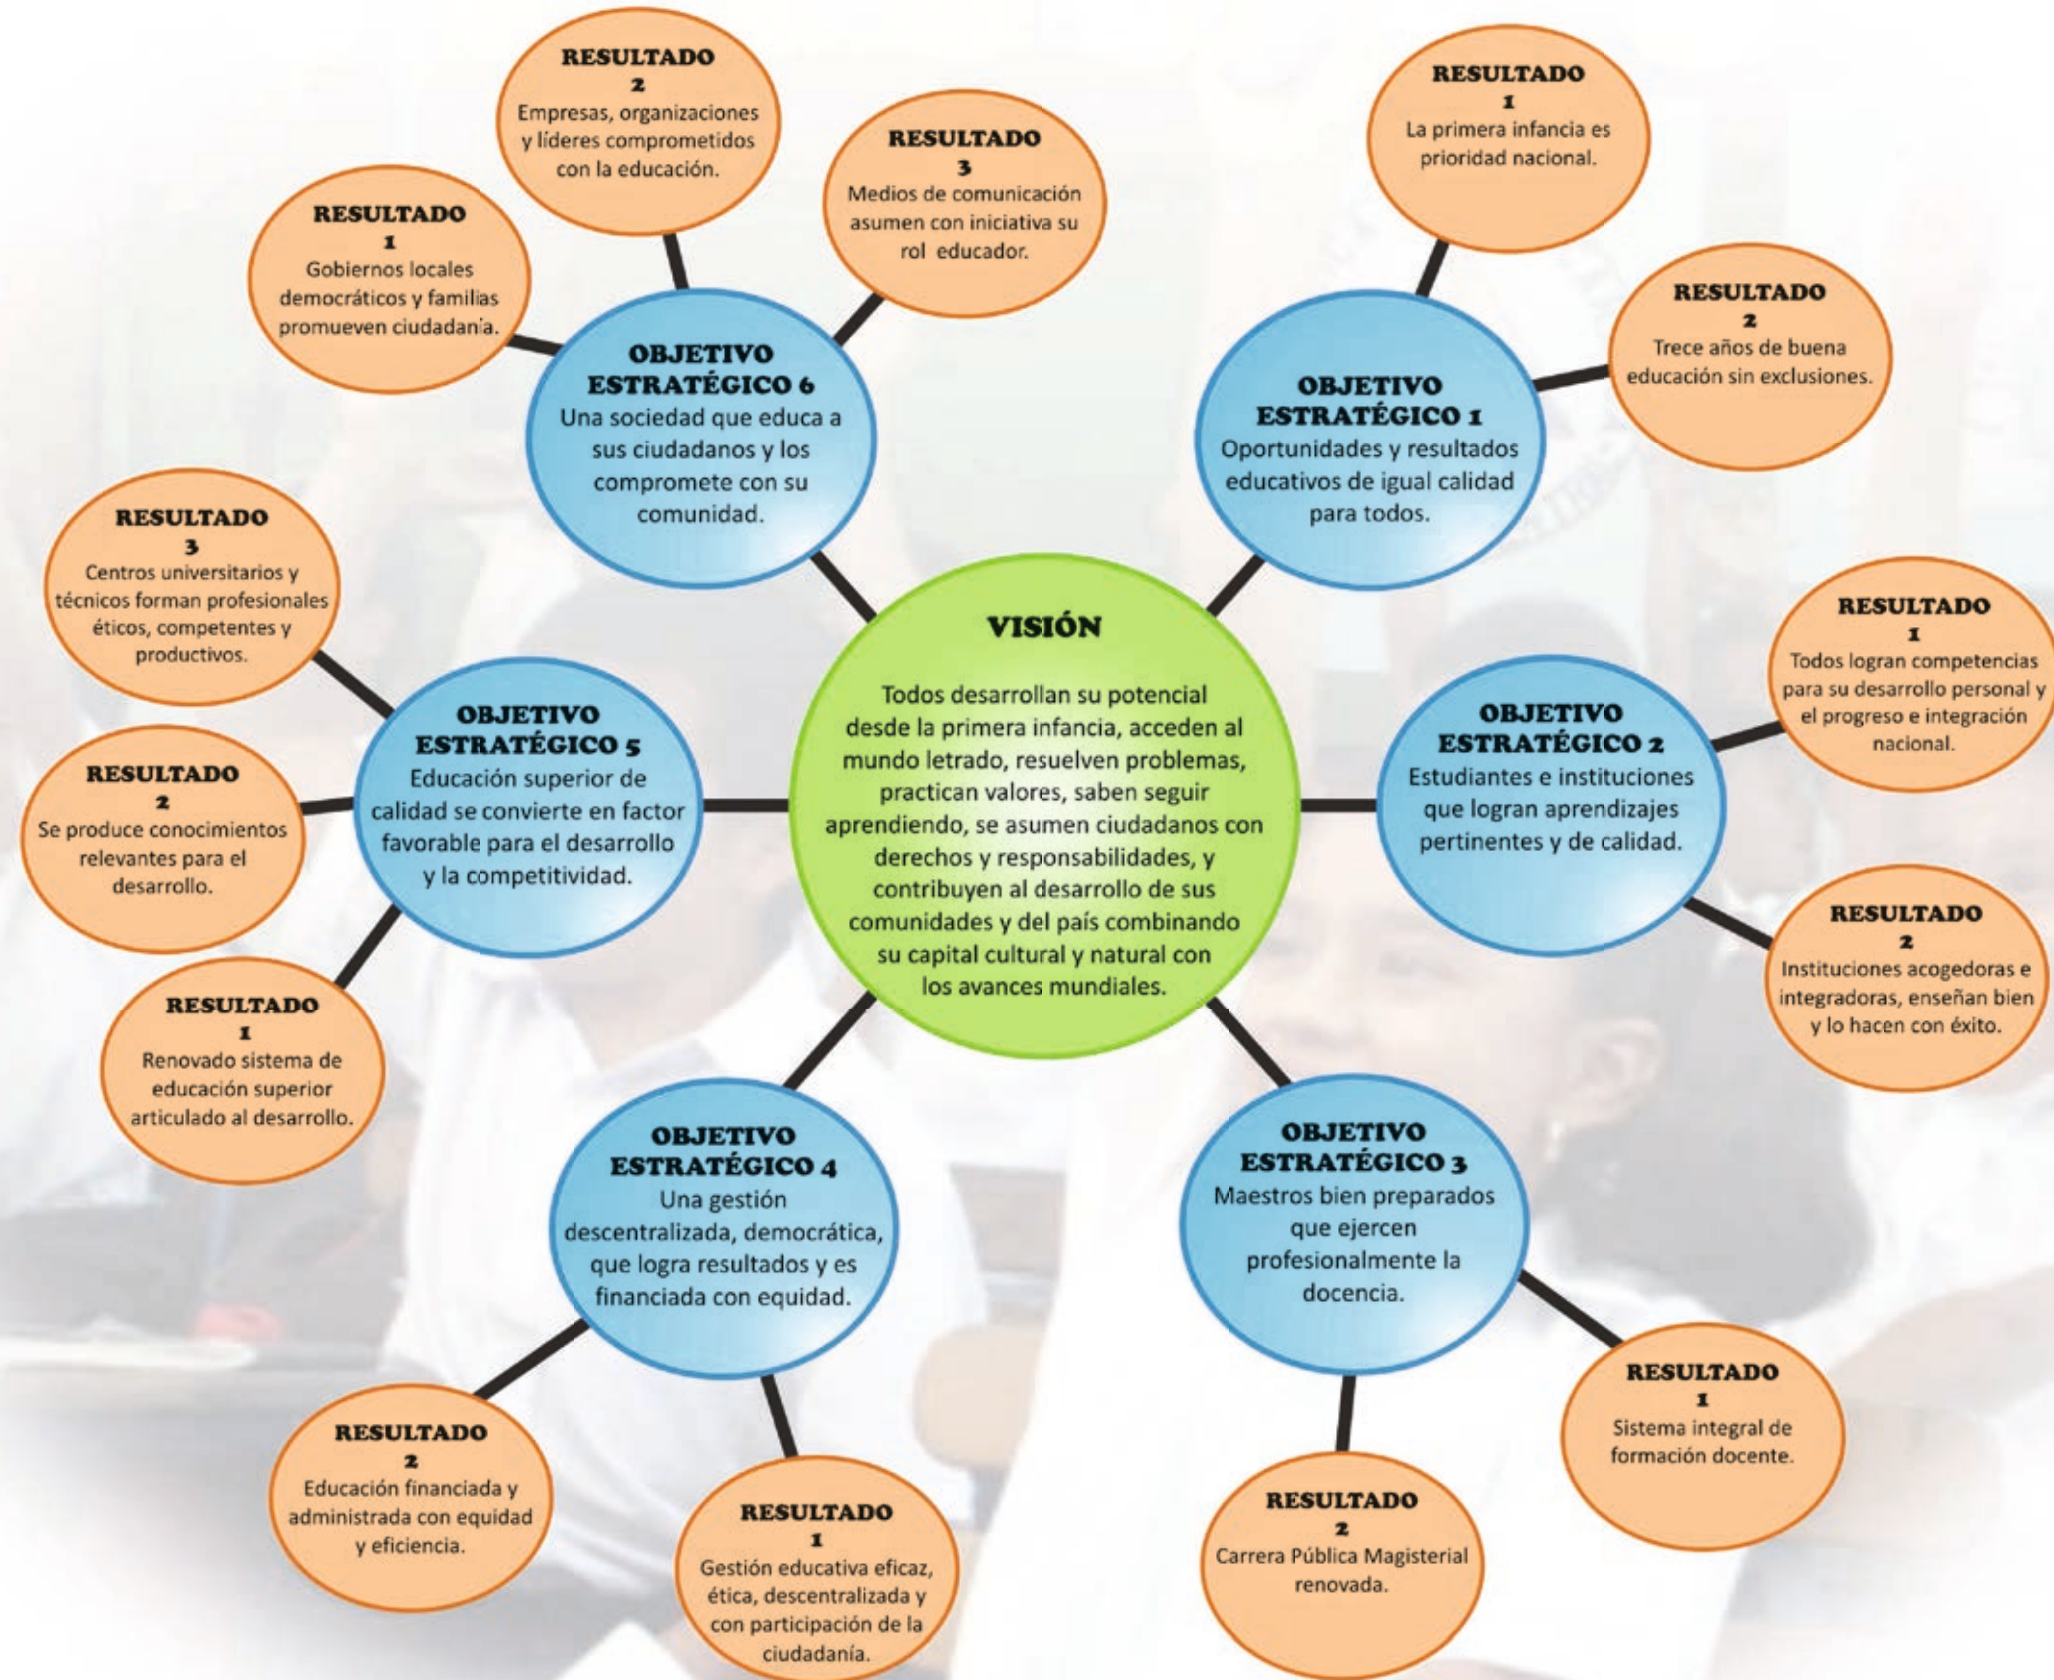 VISIÓN
Todos desarrollan su potencial
desde la primera infancia, acceden al
mundo letrado, resuelven problemas,
practican valores, saben seguir
aprendiendo, se asumen ciudadanos con
derechos y responsabilidades, y
contribuyen al desarrollo de sus
comunidades y del país combinando
su capital cultural y natural con
los avances mundiales.
OBJETIVO
ESTRATÉGICO 1
Oportunidades y resultados
educativos de igual calidad
para todos.
RESULTADO
1
La primera infancia es
prioridad nacional.
RESULTADO
2
Trece años de buena
educación sin exclusiones.
OBJETIVO
ESTRATÉGICO 2
Estudiantes e instituciones
que logran aprendizajes
pertinentes y de calidad.
RESULTADO
1
Todos logran competencias
para su desarrollo personal y
el progreso e integración
nacional.
RESULTADO
2
Instituciones acogedoras e
integradoras, enseñan bien
y lo hacen con éxito.
OBJETIVO
ESTRATÉGICO 3
Maestros bien preparados
que ejercen
profesionalmente la
docencia.
RESULTADO
1
Sistema integral de
formación docente.
RESULTADO
2
Carrera Pública Magisterial
renovada.
OBJETIVO
ESTRATÉGICO 4
Una gestión
descentralizada, democrática,
que logra resultados y es
financiada con equidad.
RESULTADO
1
Gestión educativa eficaz,
ética, descentralizada y
con participación de la
ciudadanía.
RESULTADO
2
Educación financiada y
administrada con equidad
y eficiencia.
OBJETIVO
ESTRATÉGICO 5
Educación superior de
calidad se convierte en factor
favorable para el desarrollo
y la competitividad.
RESULTADO
1
Renovado sistema de
educación superior
articulado al desarrollo.
RESULTADO
2
Se produce conocimientos
relevantes para el
desarrollo.
RESULTADO
3
Centros universitarios y
técnicos forman profesionales
éticos, competentes y
productivos.
OBJETIVO
ESTRATÉGICO 6
Una sociedad que educa a
sus ciudadanos y los
compromete con su
comunidad.
RESULTADO
1
Gobiernos locales
democráticos y familias
promueven ciudadanía.
RESULTADO
2
Empresas, organizaciones
y líderes comprometidos
con la educación.
RESULTADO
3
Medios de comunicación
asumen con iniciativa su
rol educador.